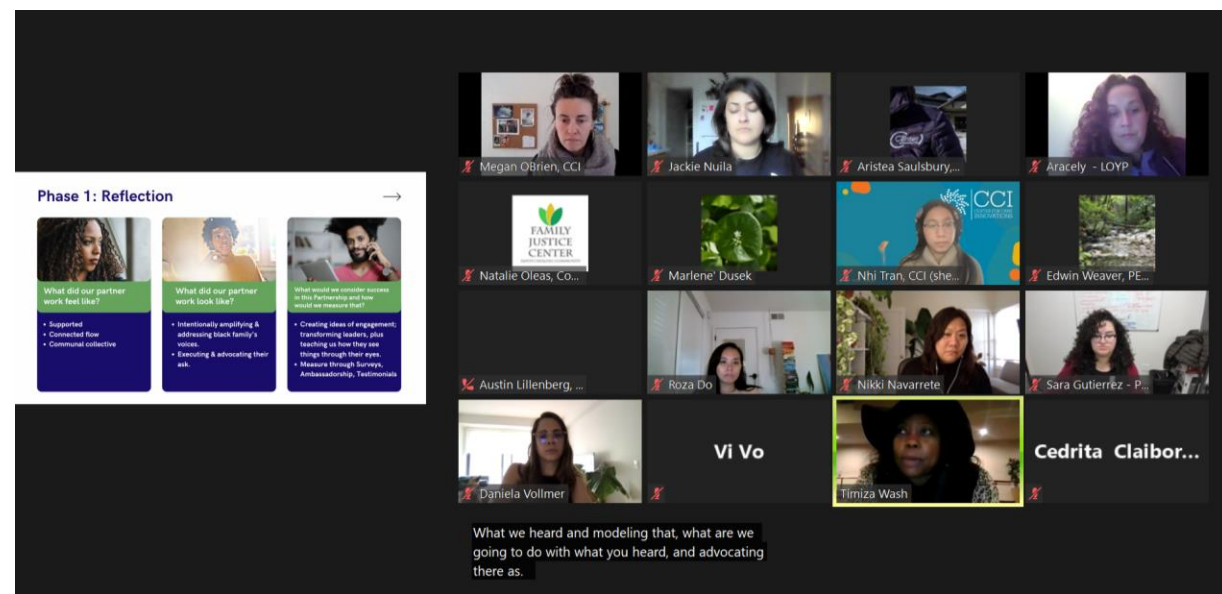 Phase 1: Reflection
What did our partner
work feel like?
• Supported
• Connected flow
• Communal collective
What did our partner
work look like?
• Intentionally amplifying &
addressing black family's
voices.
• Executing & advocating their
ask.
What would we consider success
in this Partnership and how
would we measure that?
• Creating ideas of engagement;
transforming leaders, plus
teaching us how they see
things through their eyes.
• Measure through Surveys,
Ambassadorship, Testimonials
Megan OBrien, CCI
Jackie Nuila
Aristea Saulsbury,...
Aracely - LOYP
FAMILY
JUSTICE
CENTER
Natalie Oleas, Co...
Marlene' Dusek
CCI
CENTER FOR CARE
INNOVATIONS
Nhi Tran, CCI (she...
Edwin Weaver, PE...
Austin Lillenberg, ...
Roza Do
Nikki Navarrete
Sara Gutierrez - P...
Daniela Vollmer
Vi Vo
Timiza Wash
Cedrita Claibor...
What we heard and modeling that, what are we
going to do with what you heard, and advocating
there as.